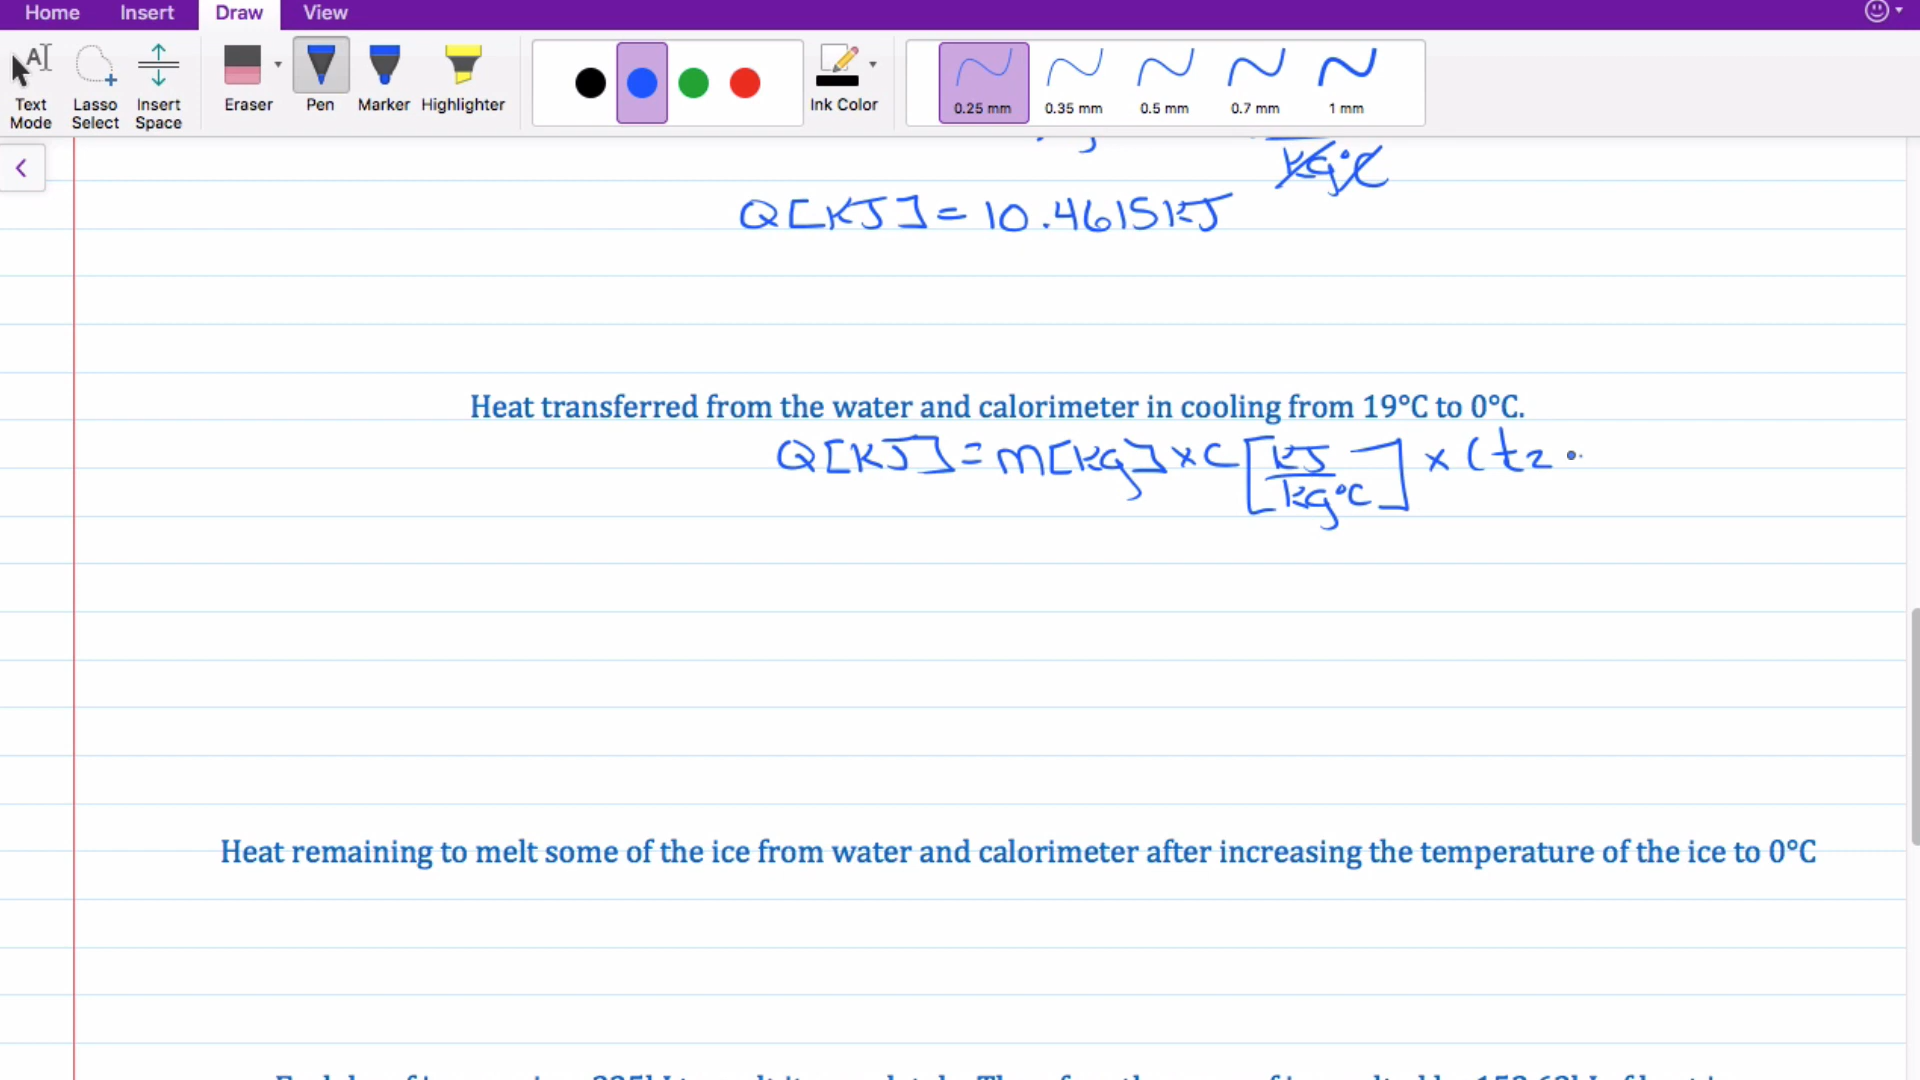 Home Insert Draw View
Text Mode
Lasso Select
Insert Space
Eraser
Pen
Marker
Highlighter
Ink Color
0.25 mm
0.35 mm
0.5 mm
0.7 mm
1 mm
kg°C
Q[KJ] = 10.4615kJ
Heat transferred from the water and calorimeter in cooling from 19°C to 0°C.
Q[KJ] = m[kg] × C [kJ/kg°C] × (t2
Heat remaining to melt some of the ice from water and calorimeter after increasing the temperature of the ice to 0°C